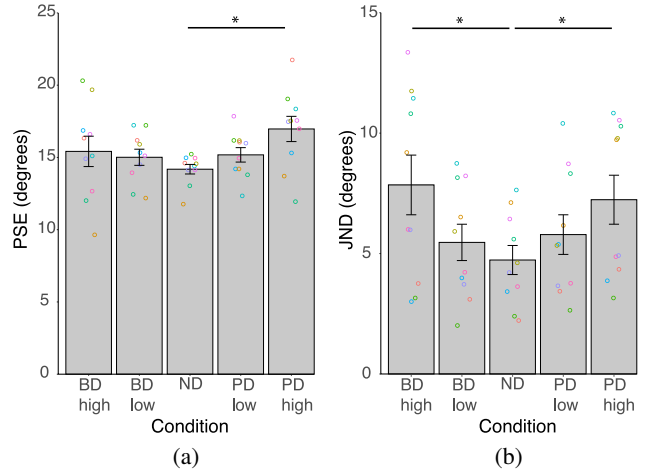 *
25
20
15
10
5
0
PSE (degrees)
BD high
BD low
ND
PD low
PD high
Condition
(a)
* *
15
10
5
0
JND (degrees)
BD high
BD low
ND
PD low
PD high
Condition
(b)